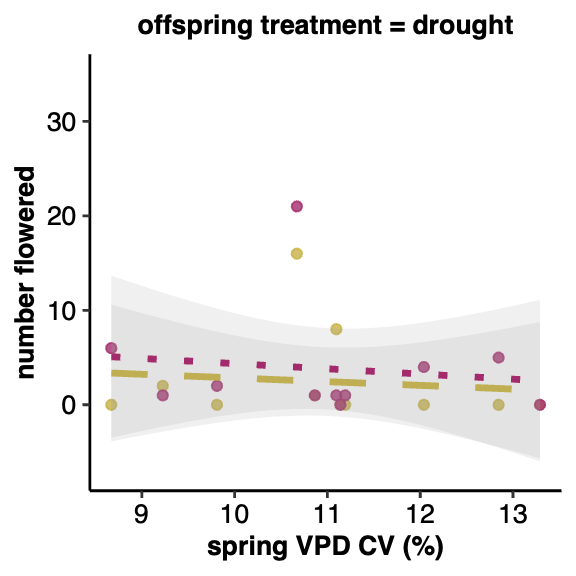 offspring treatment = drought
number flowered
30
20
10
0
9 10 11 12 13
spring VPD CV (%)